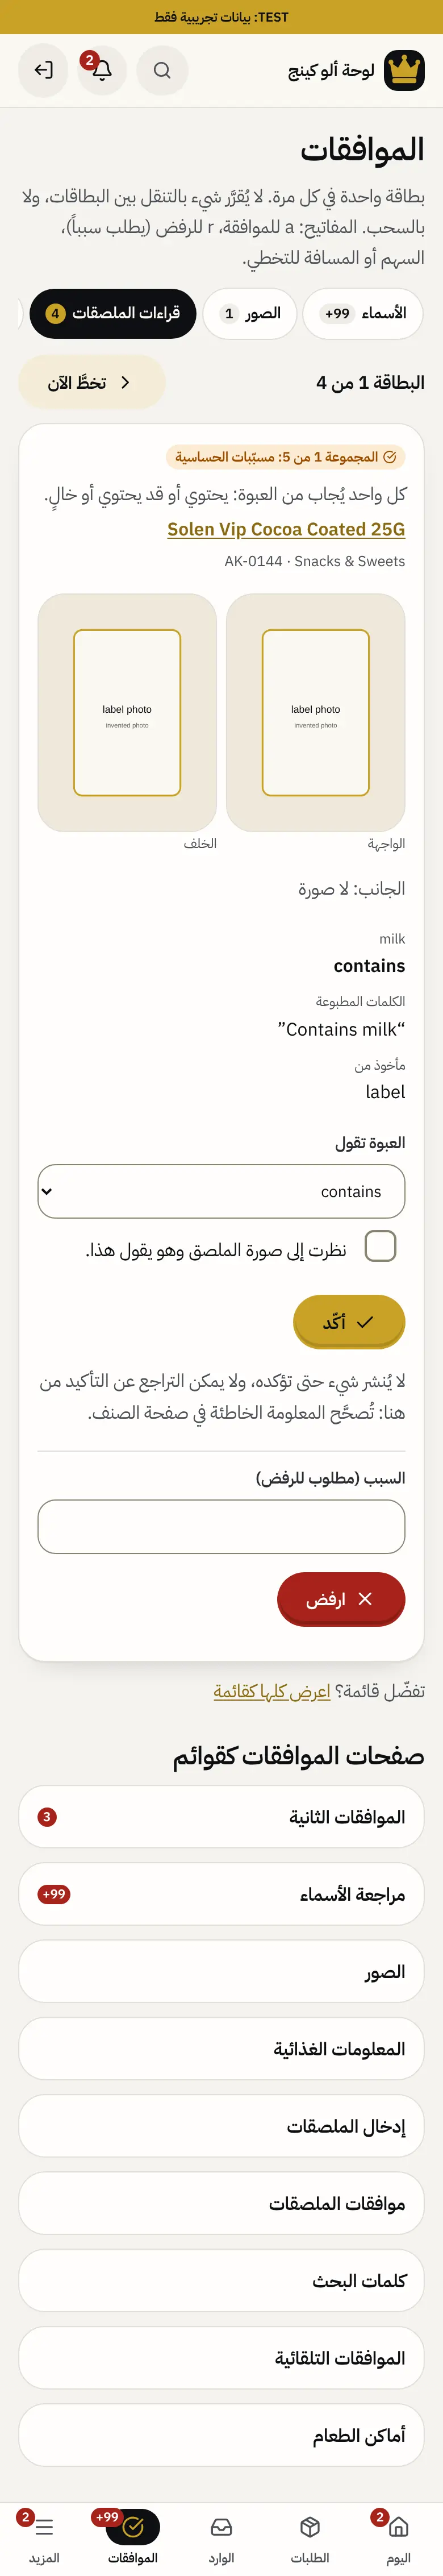 TEST: بيانات تجريبية فقط
لوحة ألو كينج
2
الموافقات
بطاقة واحدة في كل مرة. لا يُقرَّر شيء بالتنقل بين البطاقات، ولا
بالسحب. المفاتيح: a للموافقة، r للرفض (يطلب سبباً)،
السهم أو المسافة للتخطي.
الأسماء 99+
الصور 1
قراءات الملصقات 4
البطاقة 1 من 4
تخطَّ الآن
المجموعة 1 من 5: مسبّبات الحساسية
كل واحد يُجاب من العبوة: يحتوي أو قد يحتوي أو خالٍ.
Solen Vip Cocoa Coated 25G
AK-0144 · Snacks & Sweets
label photo
invented photo
label photo
invented photo
الواجهة
الخلف
الجانب: لا صورة
milk
contains
الكلمات المطبوعة
“Contains milk”
مأخوذ من
label
العبوة تقول
contains
نظرت إلى صورة الملصق وهو يقول هذا.
أكّد
لا يُنشر شيء حتى تؤكده، ولا يمكن التراجع عن التأكيد من
هنا: تُصحَّح المعلومة الخاطئة في صفحة الصنف.
السبب (مطلوب للرفض)
ارفض
تفضّل قائمة؟ اعرض كلها كقائمة
صفحات الموافقات كقوائم
الموافقات الثانية 3
مراجعة الأسماء 99+
الصور
المعلومات الغذائية
إدخال الملصقات
موافقات الملصقات
كلمات البحث
الموافقات التلقائية
أماكن الطعام
2
99+
2
اليوم
الطلبات
الوارد
الموافقات
المزيد